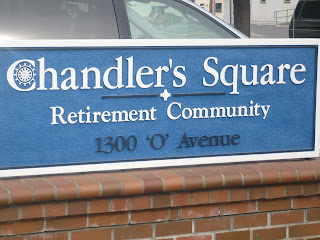 Chandler's Square
Retirement Community
1300 'O' Avenue